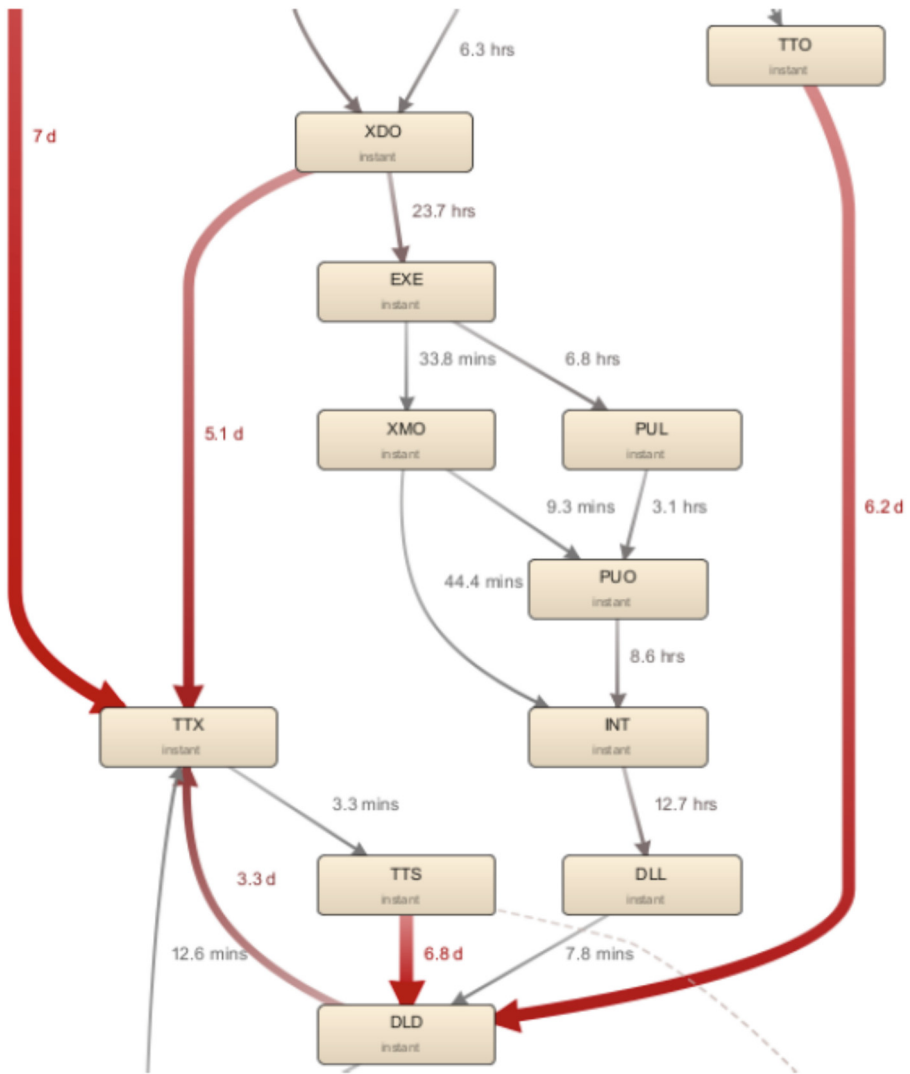 TTO
instant
6.3 hrs
XDO
instant
7 d
23.7 hrs
EXE
instant
33.8 mins
6.8 hrs
XMO
instant
PUL
instant
5.1 d
9.3 mins
3.1 hrs
6.2 d
PUO
instant
44.4 mins
8.6 hrs
TTX
instant
INT
instant
3.3 mins
12.7 hrs
TTS
instant
DLL
instant
3.3 d
12.6 mins
6.8 d
7.8 mins
DLD
instant